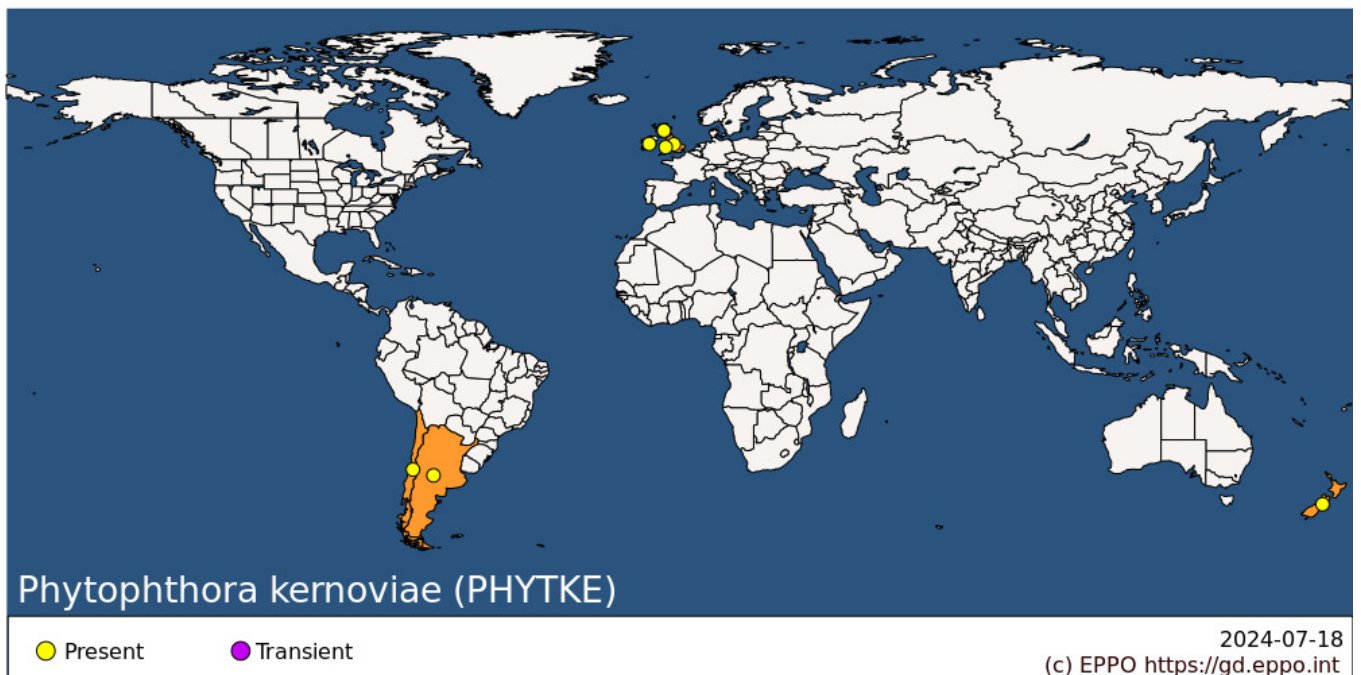 Phytophthora kernoviae (PHYTKE)
Present
Transient
2024-07-18
(c) EPPO https://gd.eppo.int